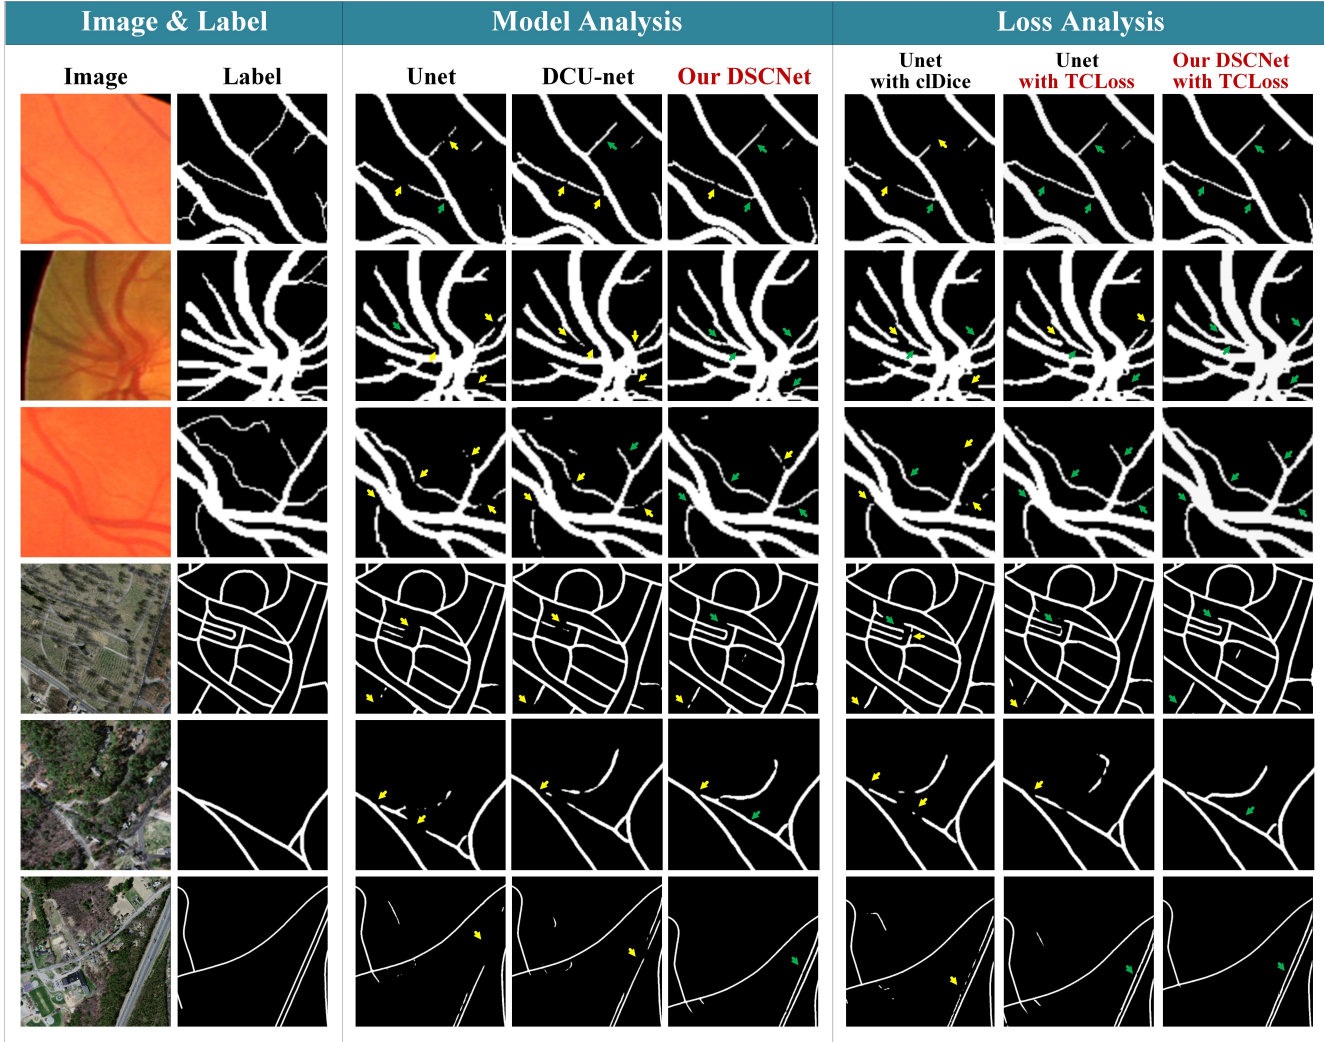 Image & Label
Model Analysis
Loss Analysis
Image
Label
Unet
DCU-net
Our DSCNet
Unet
with clDice
Unet
with TCLoss
Our DSCNet
with TCLoss